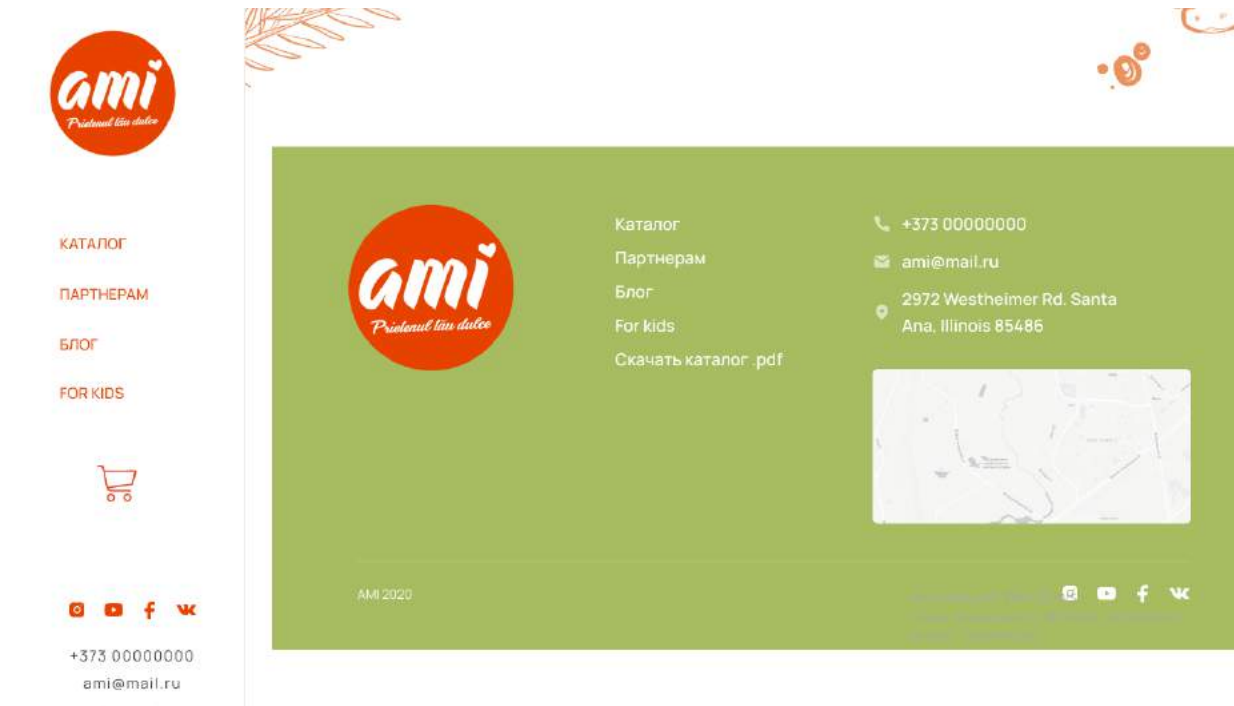 ami
Prietenul tău dulce
КАТАЛОГ
ПАРТНЕРАМ
БЛОГ
FOR KIDS
+373 00000000
ami@mail.ru
ami
Prietenul tău dulce
Каталог
Партнерам
Блог
For kids
Скачать каталог .pdf
+373 00000000
ami@mail.ru
2972 Westheimer Rd. Santa
Ana, Illinois 85486
AMI 2020